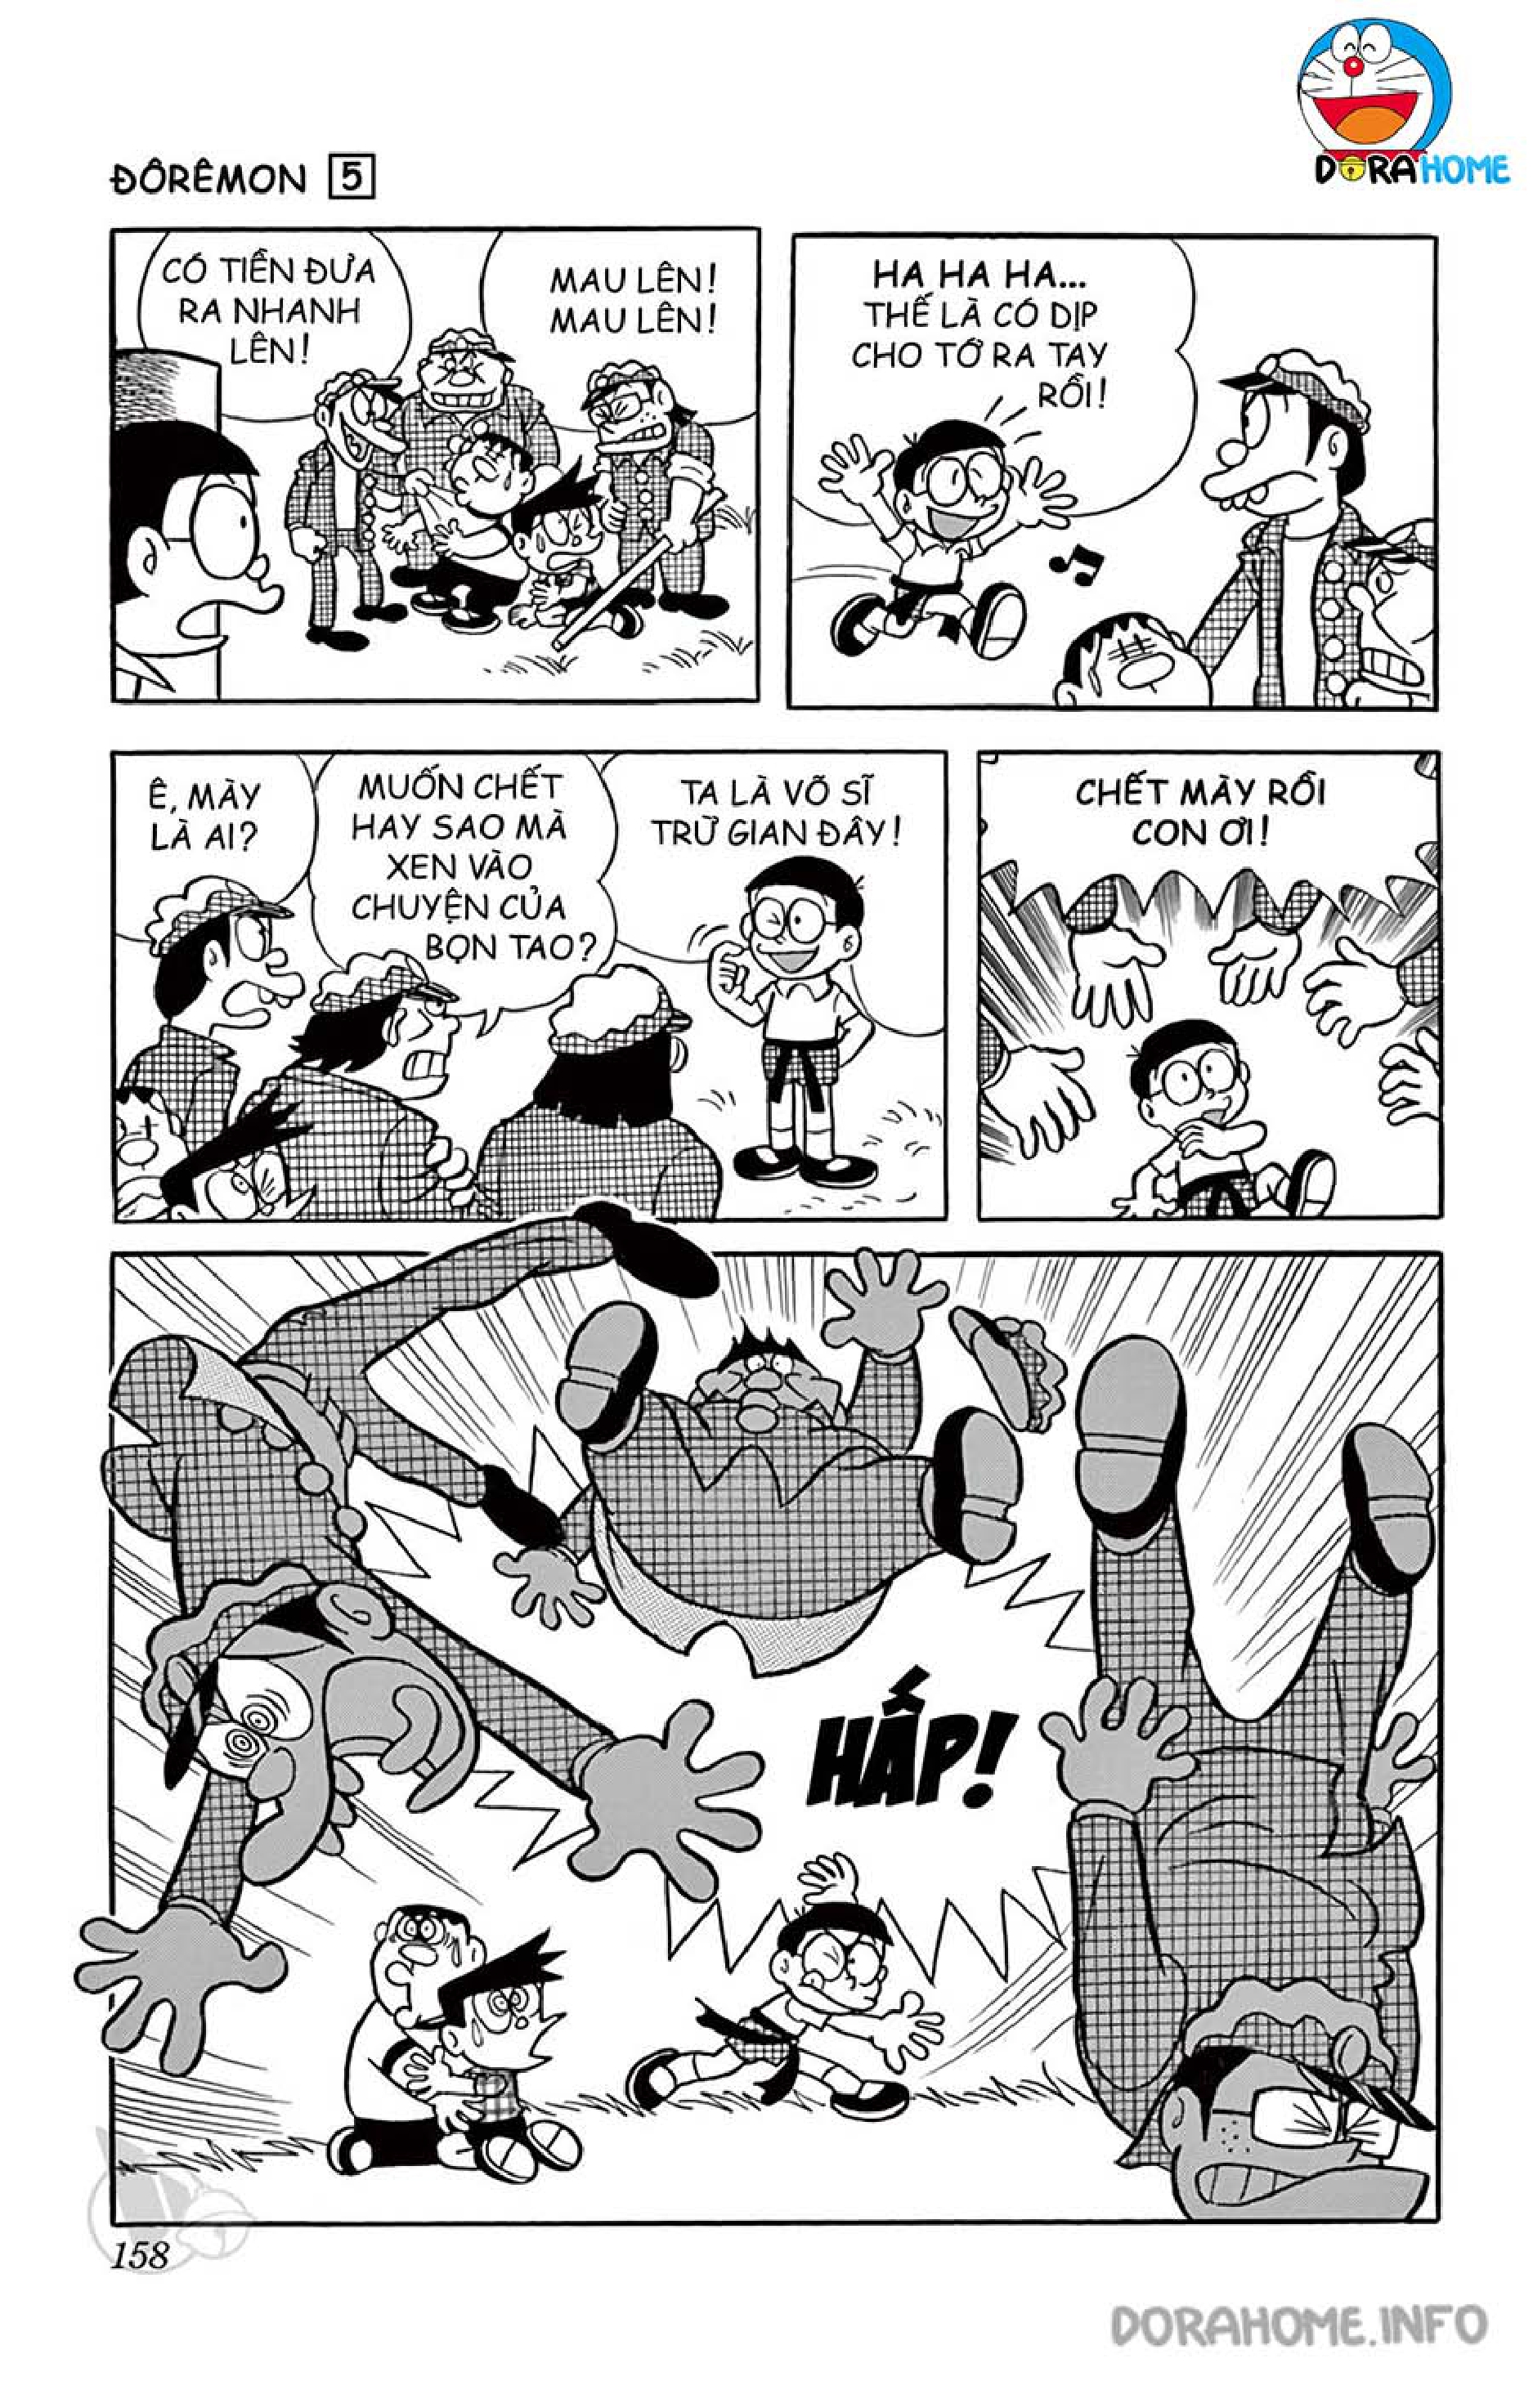 DORAHOME
ĐÔRÊMON 5
CÓ TIỀN ĐƯA
RA NHANH
LÊN!
MAU LÊN!
MAU LÊN!
HA HA HA...
THẾ LÀ CÓ DỊP
CHO TỚ RA TAY
RỒI!
Ê, MÀY
LÀ AI?
MUỐN CHẾT
HAY SAO MÀ
XEN VÀO
CHUYỆN CỦA
BỌN TAO?
TA LÀ VÕ SĨ
TRỪ GIAN ĐÂY!
CHẾT MÀY RỒI
CON ƠI!
HẤP!
158
DORAHOME.INFO